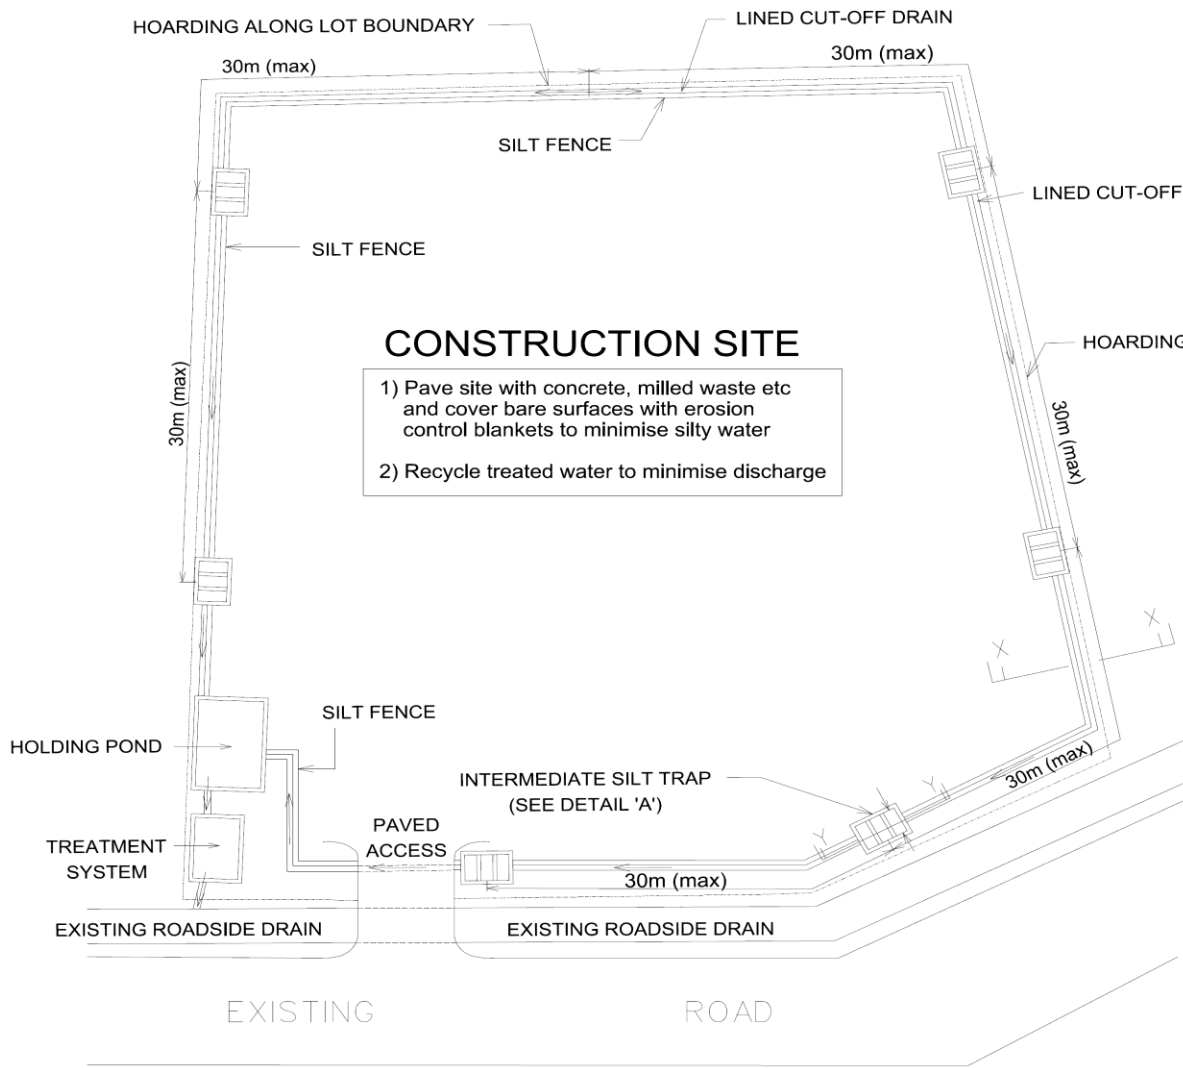 HOARDING ALONG LOT BOUNDARY
LINED CUT-OFF DRAIN
30m (max)
30m (max)
SILT FENCE
LINED CUT-OFF
SILT FENCE
CONSTRUCTION SITE
HOARDING
1) Pave site with concrete, milled waste etc
and cover bare surfaces with erosion
control blankets to minimise silty water
2) Recycle treated water to minimise discharge
30m (max)
30m (max)
X
X
SILT FENCE
HOLDING POND
INTERMEDIATE SILT TRAP
(SEE DETAIL 'A')
30m (max)
Y
Y
PAVED
ACCESS
TREATMENT
SYSTEM
30m (max)
EXISTING ROADSIDE DRAIN
EXISTING ROADSIDE DRAIN
EXISTING
ROAD